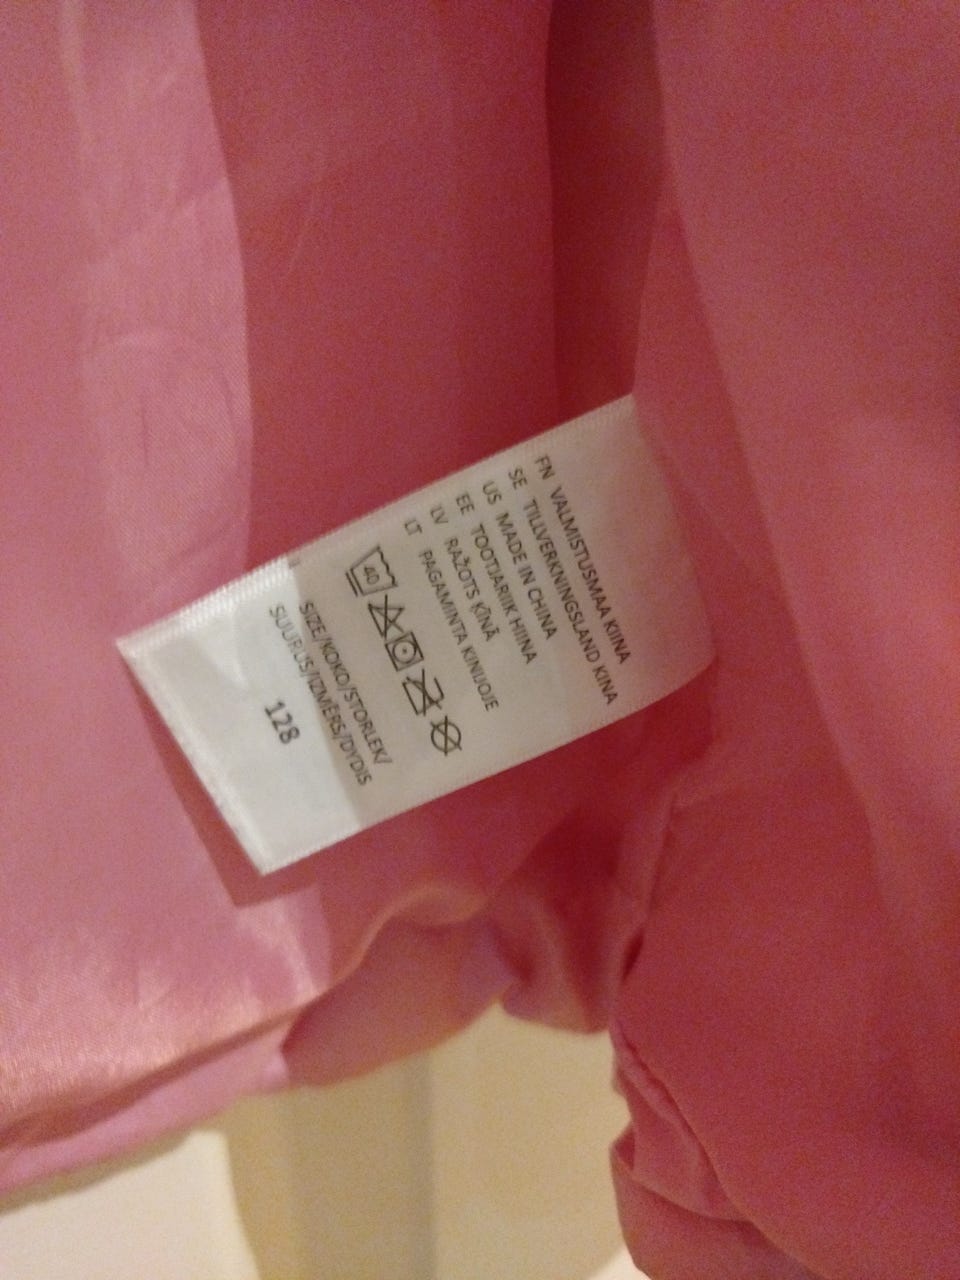 FN VALMISTUSMAA KIINA
SE TILLVERKNINGSLAND KINA
US MADE IN CHINA
EE TOOTJARIIK HIINA
LV RAŽOTS ĶĪNĀ
LT PAGAMINTA KINIJOJE
40
SIZE/KOKO/STORLEK/
SUURUS/IZMĒRS/DYDIS
128